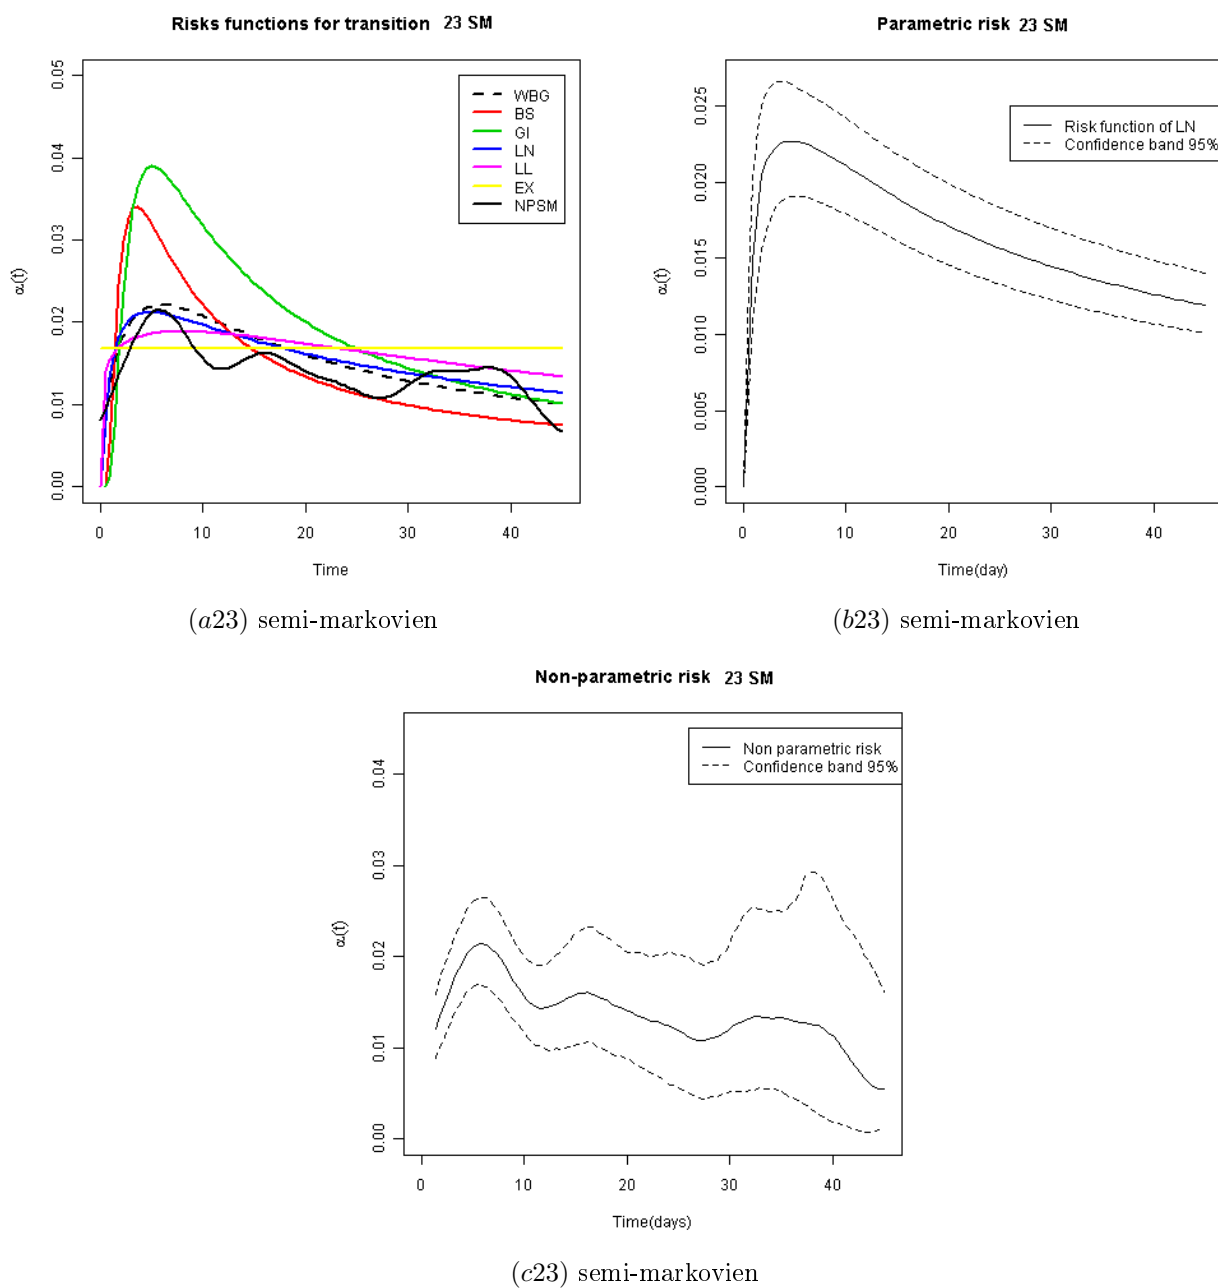 Risks functions for transition 23 SM
α(t)
0.05
0.04
0.03
0.02
0.01
0.00
WBG
BS
GI
LN
LL
EX
NPSM
0 10 20 30 40
Time
(a23) semi-markovien
Parametric risk 23 SM
α(t)
0.025
0.020
0.015
0.010
0.005
0.000
Risk function of LN
Confidence band 95%
0 10 20 30 40
Time(day)
(b23) semi-markovien
Non-parametric risk 23 SM
α(t)
0.04
0.03
0.02
0.01
0.00
Non parametric risk
Confidence band 95%
0 10 20 30 40
Time(days)
(c23) semi-markovien